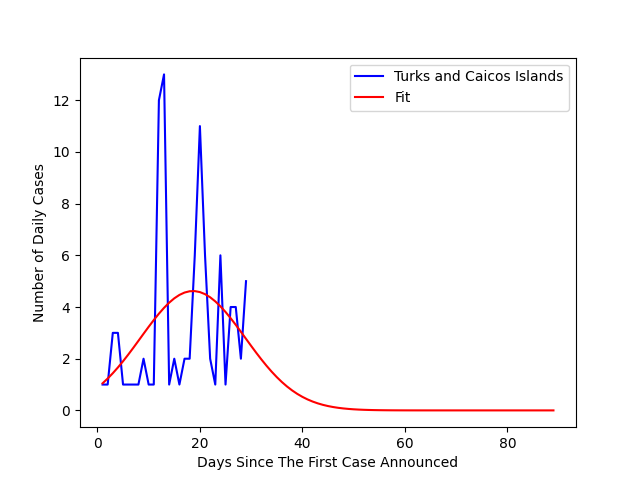 Turks and Caicos Islands
Fit
Number of Daily Cases
12
10
8
6
4
2
0
0 20 40 60 80
Days Since The First Case Announced